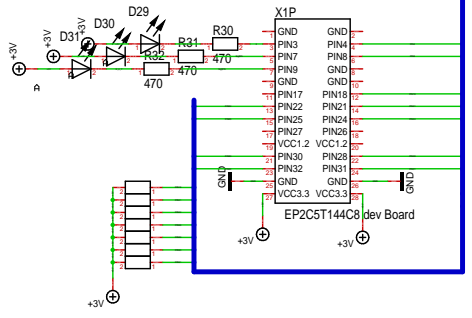 X1P
D29
D30
D31
R30
R31
R32
470
470
470
+3V
+3V
+3V
A
GND GND
PIN3 PIN4
PIN7 PIN8
PIN9 GND
GND GND
PIN17 PIN18
PIN22 PIN21
PIN25 PIN24
PIN27 PIN26
VCC1.2 VCC1.2
PIN30 PIN28
PIN32 PIN31
GND GND
VCC3.3 VCC3.3
GND
GND
EP2C5T144C8 dev Board
+3V
+3V
+3V